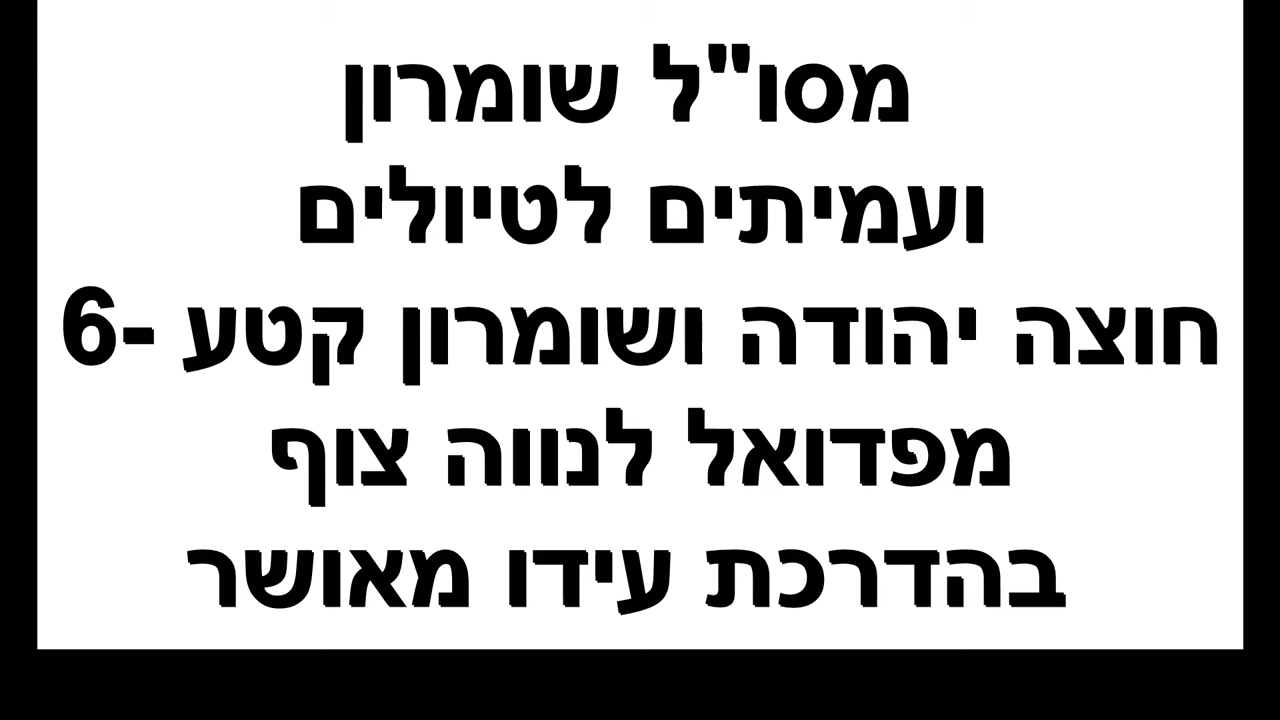 מסו"ל שומרון
ועמיתים לטיולים
חוצה יהודה ושומרון קטע -6
מפדואל לנווה צוף
בהדרכת עידו מאושר